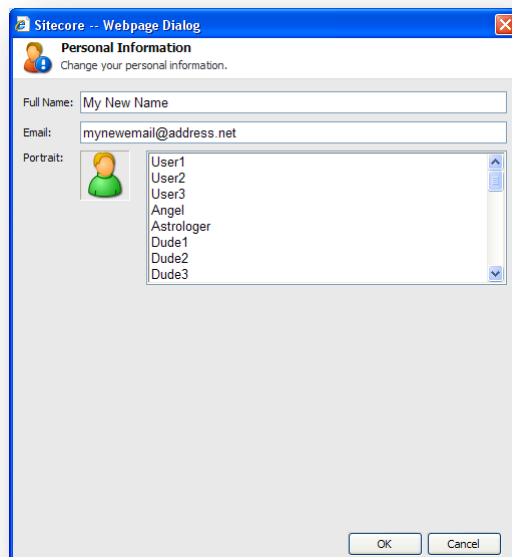 Sitecore -- Webpage Dialog
Personal Information
Change your personal information.
Full Name: My New Name
Email: mynewemail@address.net
Portrait:
User1
User2
User3
Angel
Astrologer
Dude1
Dude2
Dude3
OK Cancel